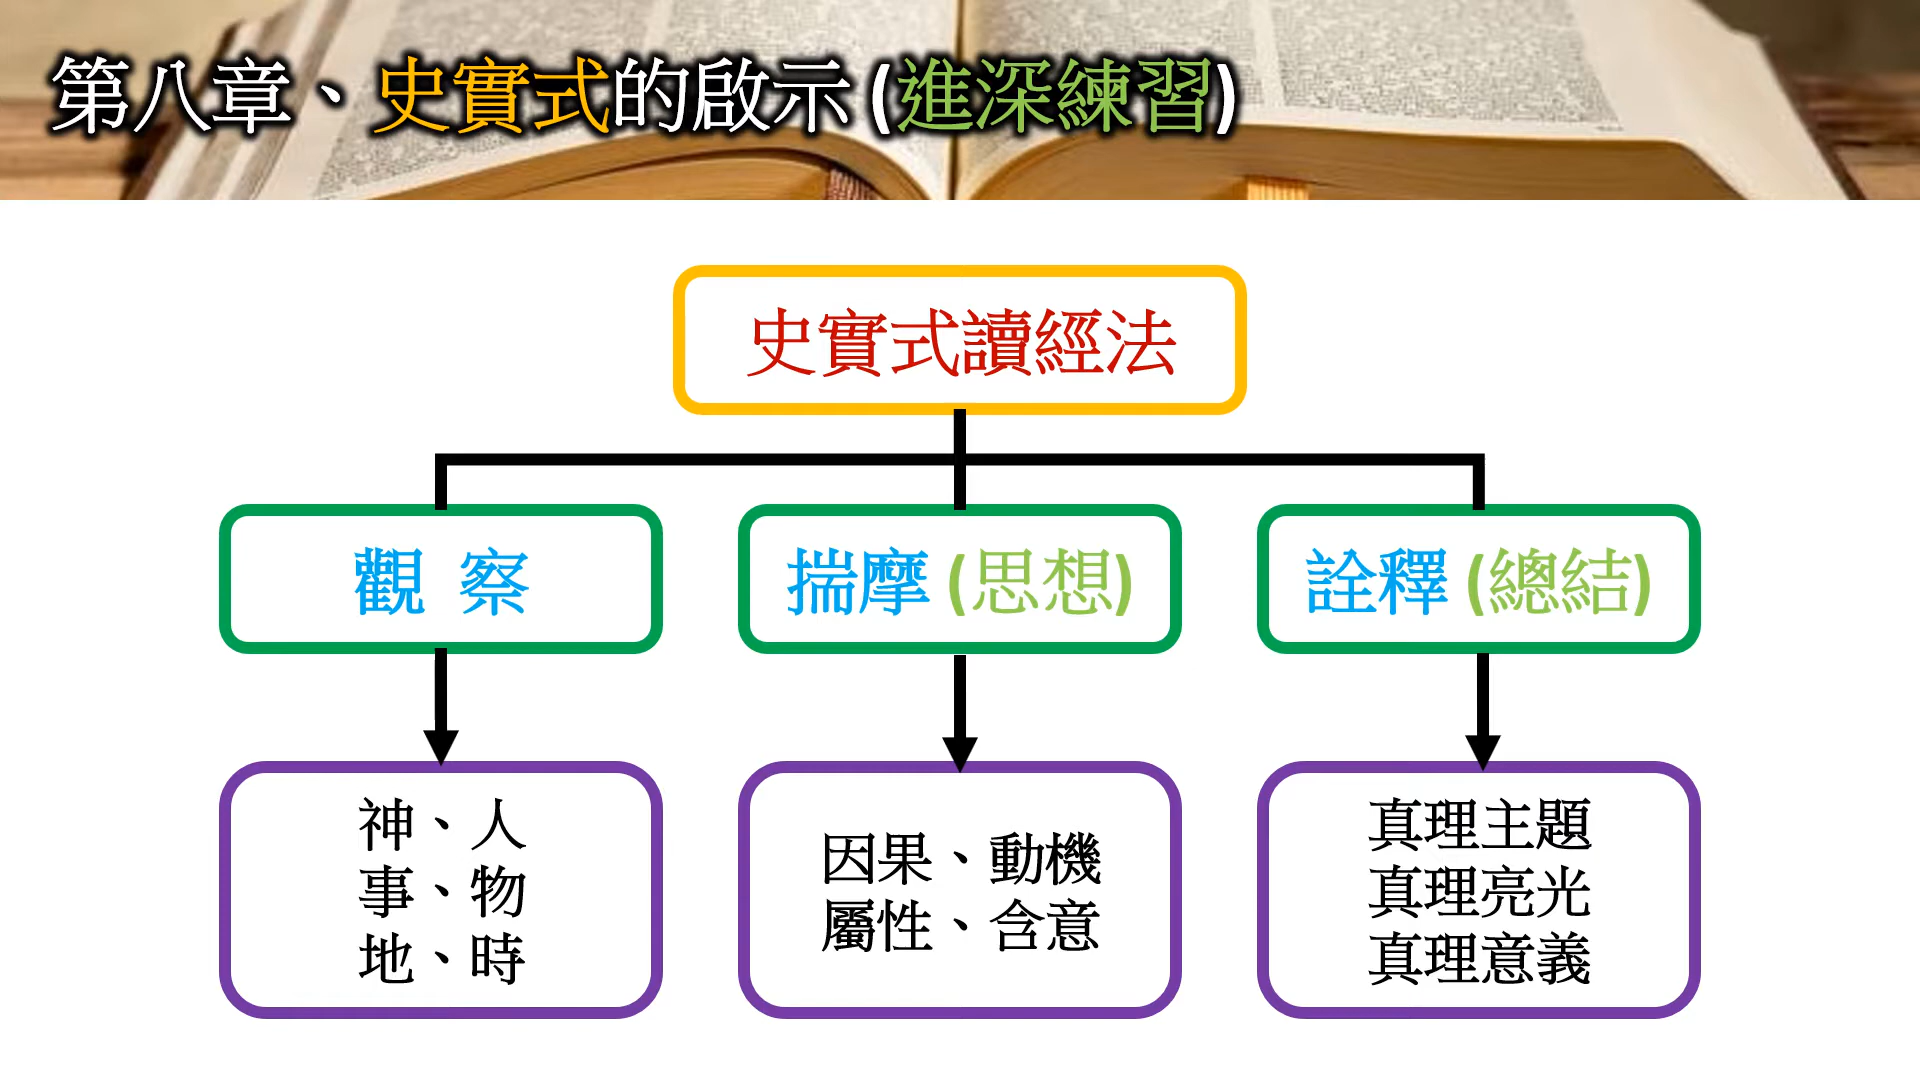 第八章、史實式的啟示 (進深練習)
史實式讀經法
觀 察
揣摩 (思想)
詮釋 (總結)
神、人
事、物
地、時
因果、動機
屬性、含意
真理主題
真理亮光
真理意義